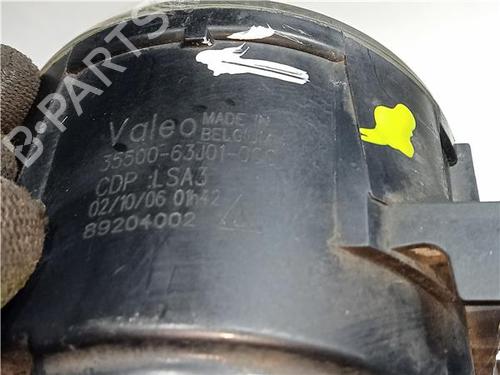 B-PARTS
Valeo MADE IN BELGIUM
35500-63J01-000
CDP :LSA3
02/10/06 01h42
89204002